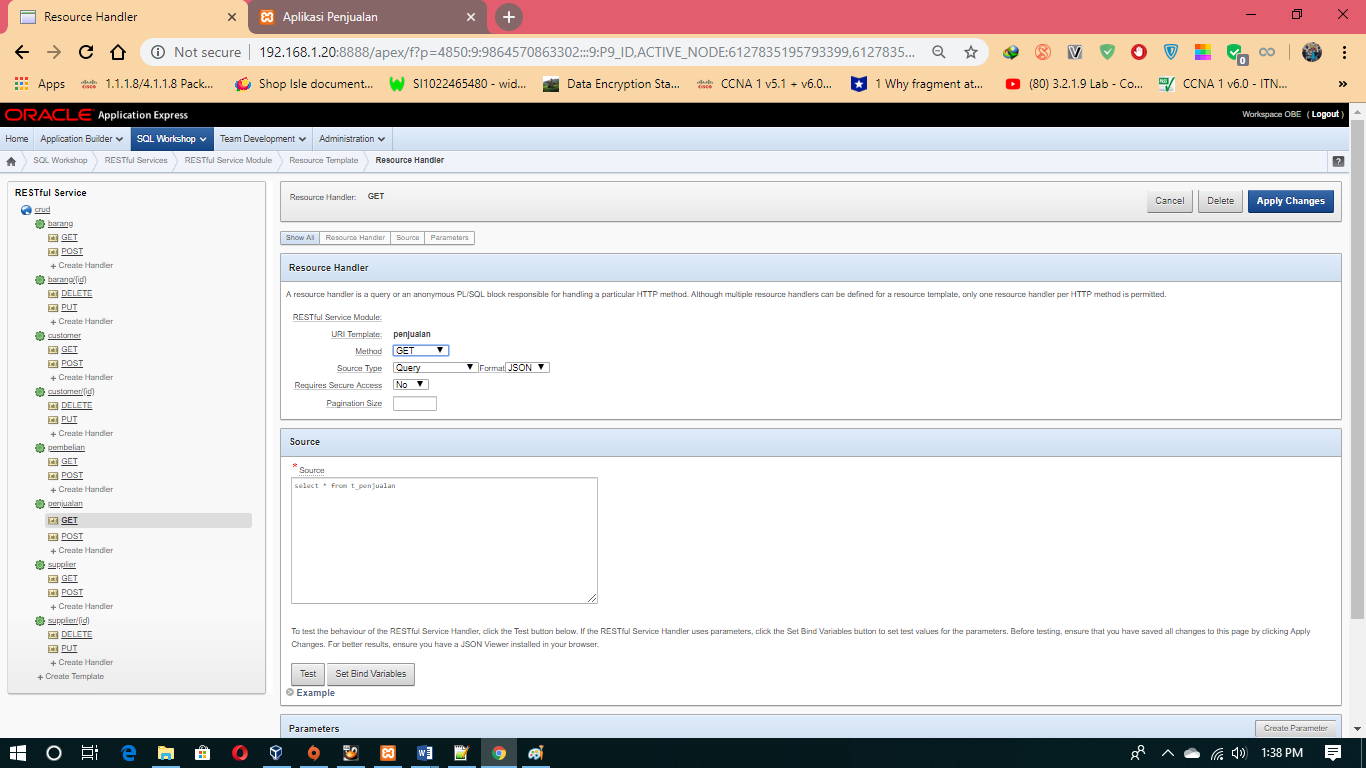 Resource Handler
Aplikasi Penjualan
Not secure 192.168.1.20:8888/apex/f?p=4850:9:9864570863302:::9:P9_ID,ACTIVE_NODE:6127835195793399,6127835...
Apps 1.1.1.8/4.1.1.8 Pack... Shop Isle document... SI1022465480 - wid... Data Encryption Sta... CCNA 1 v5.1 + v6.0... 1 Why fragment at... (80) 3.2.1.9 Lab - Co... CCNA 1 v6.0 - ITN... »
ORACLE Application Express Workspace OBE ( Logout )
Home Application Builder SQL Workshop Team Development Administration
SQL Workshop RESTful Services RESTful Service Module Resource Template Resource Handler ?
RESTful Service
crud
barang
GET
POST
Create Handler
barang/{id}
DELETE
PUT
Create Handler
customer
GET
POST
Create Handler
customer/{id}
DELETE
PUT
Create Handler
pembelian
GET
POST
Create Handler
penjualan
GET
POST
Create Handler
supplier
GET
POST
Create Handler
supplier/{id}
DELETE
PUT
Create Handler
Create Template
Resource Handler: GET Cancel Delete Apply Changes
Show All Resource Handler Source Parameters
Resource Handler
A resource handler is a query or an anonymous PL/SQL block responsible for handling a particular HTTP method. Although multiple resource handlers can be defined for a resource template, only one resource handler per HTTP method is permitted.
RESTful Service Module:
URI Template: penjualan
Method GET
Source Type Query Format JSON
Requires Secure Access No
Pagination Size
Source
* Source
select * from t_penjualan
To test the behaviour of the RESTful Service Handler, click the Test button below. If the RESTful Service Handler uses parameters, click the Set Bind Variables button to set test values for the parameters. Before testing, ensure that you have saved all changes to this page by clicking Apply
Changes. For better results, ensure you have a JSON Viewer installed in your browser.
Test Set Bind Variables
Example
Parameters Create Parameter
1:38 PM